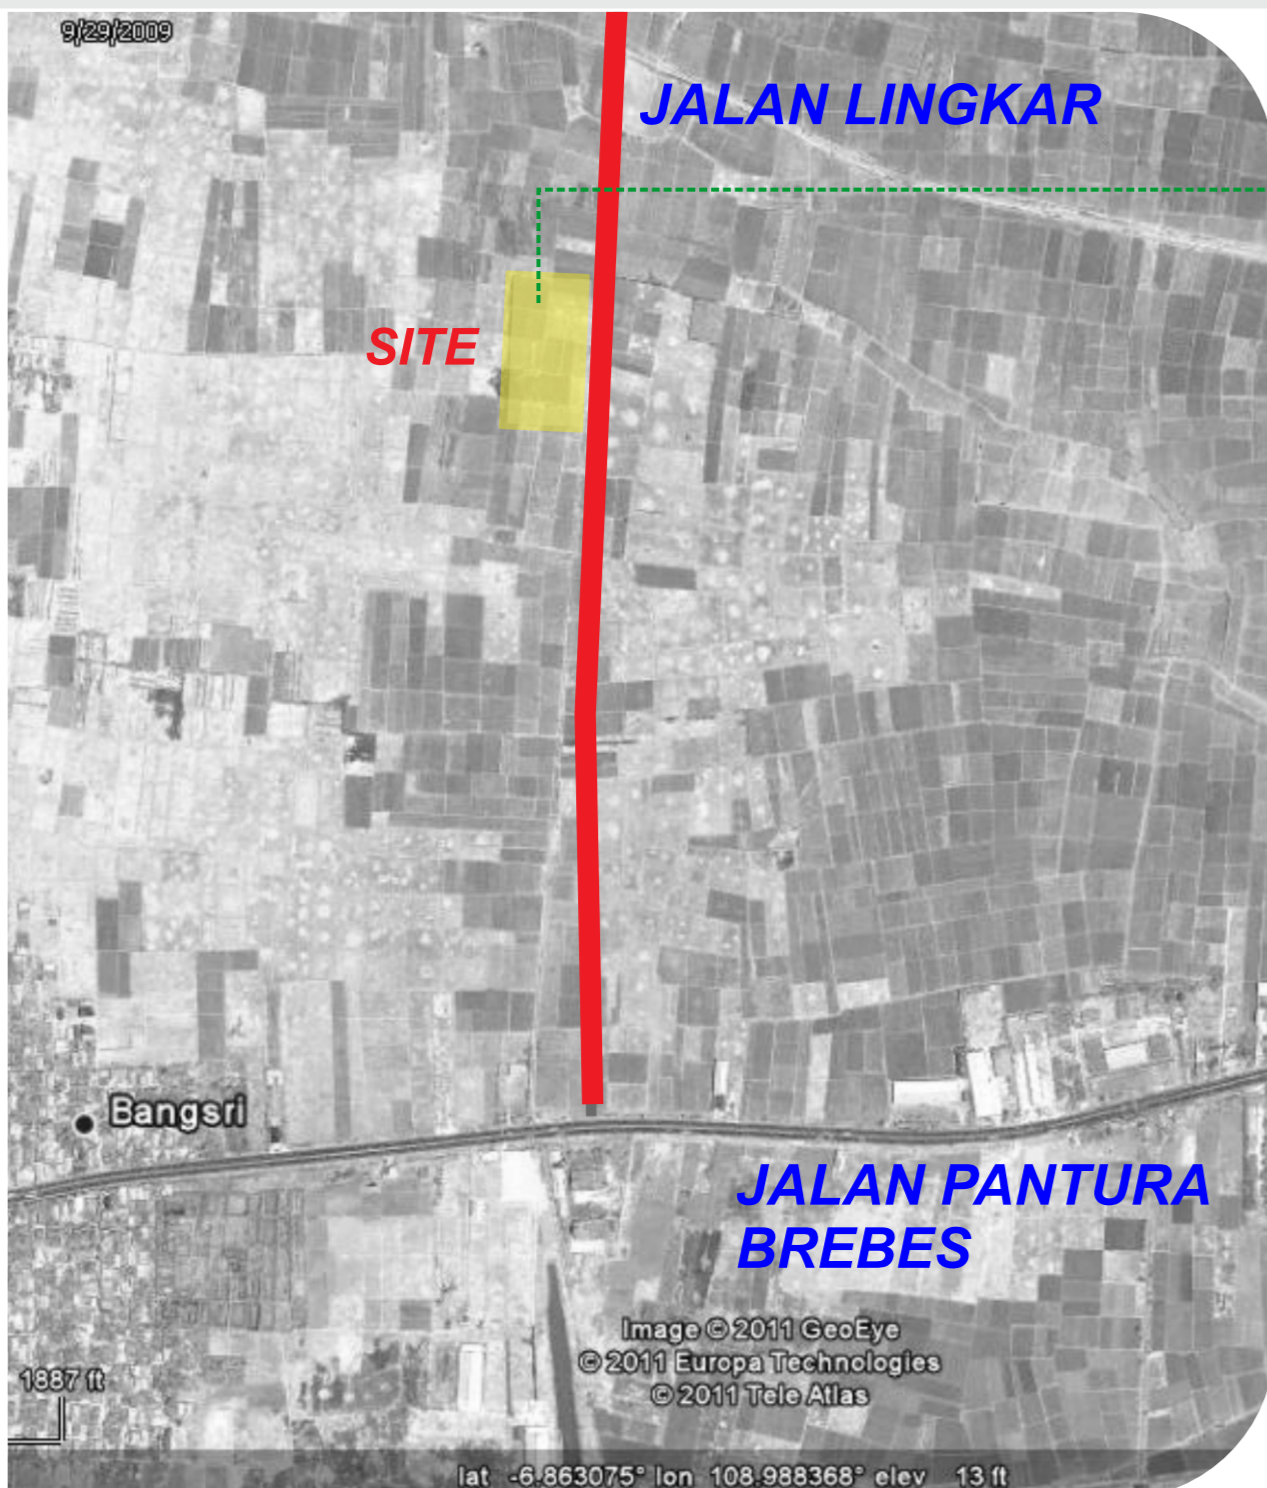 9/29/2009
JALAN LINGKAR
SITE
Bangsri
JALAN PANTURA
BREBES
Image © 2011 GeoEye
© 2011 Europa Technologies
© 2011 Tele Atlas
1887 ft
lat -6.863075° lon 108.988368° elev 13 ft